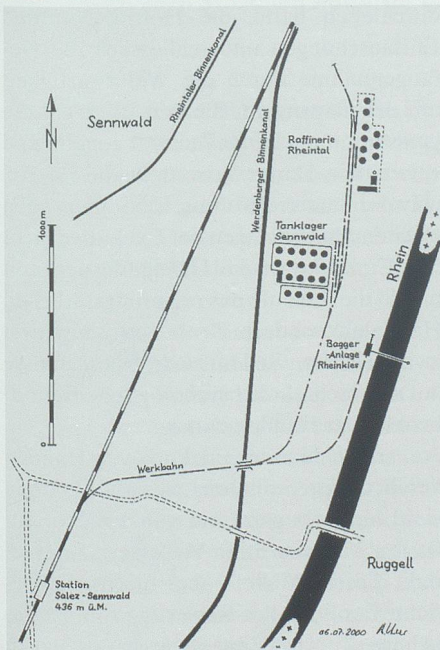 Rheintaler Binnenkanal
Sennwald
N
Werdenberger Binnenkanal
Raffinerie
Rheintal
1000 m
0
Tanklager
Sennwald
Rhein
Bagger
-Anlage
Rheinkies
Werkbahn
Ruggell
Station
Salez-Sennwald
436 m ü.M.
06.07.2000